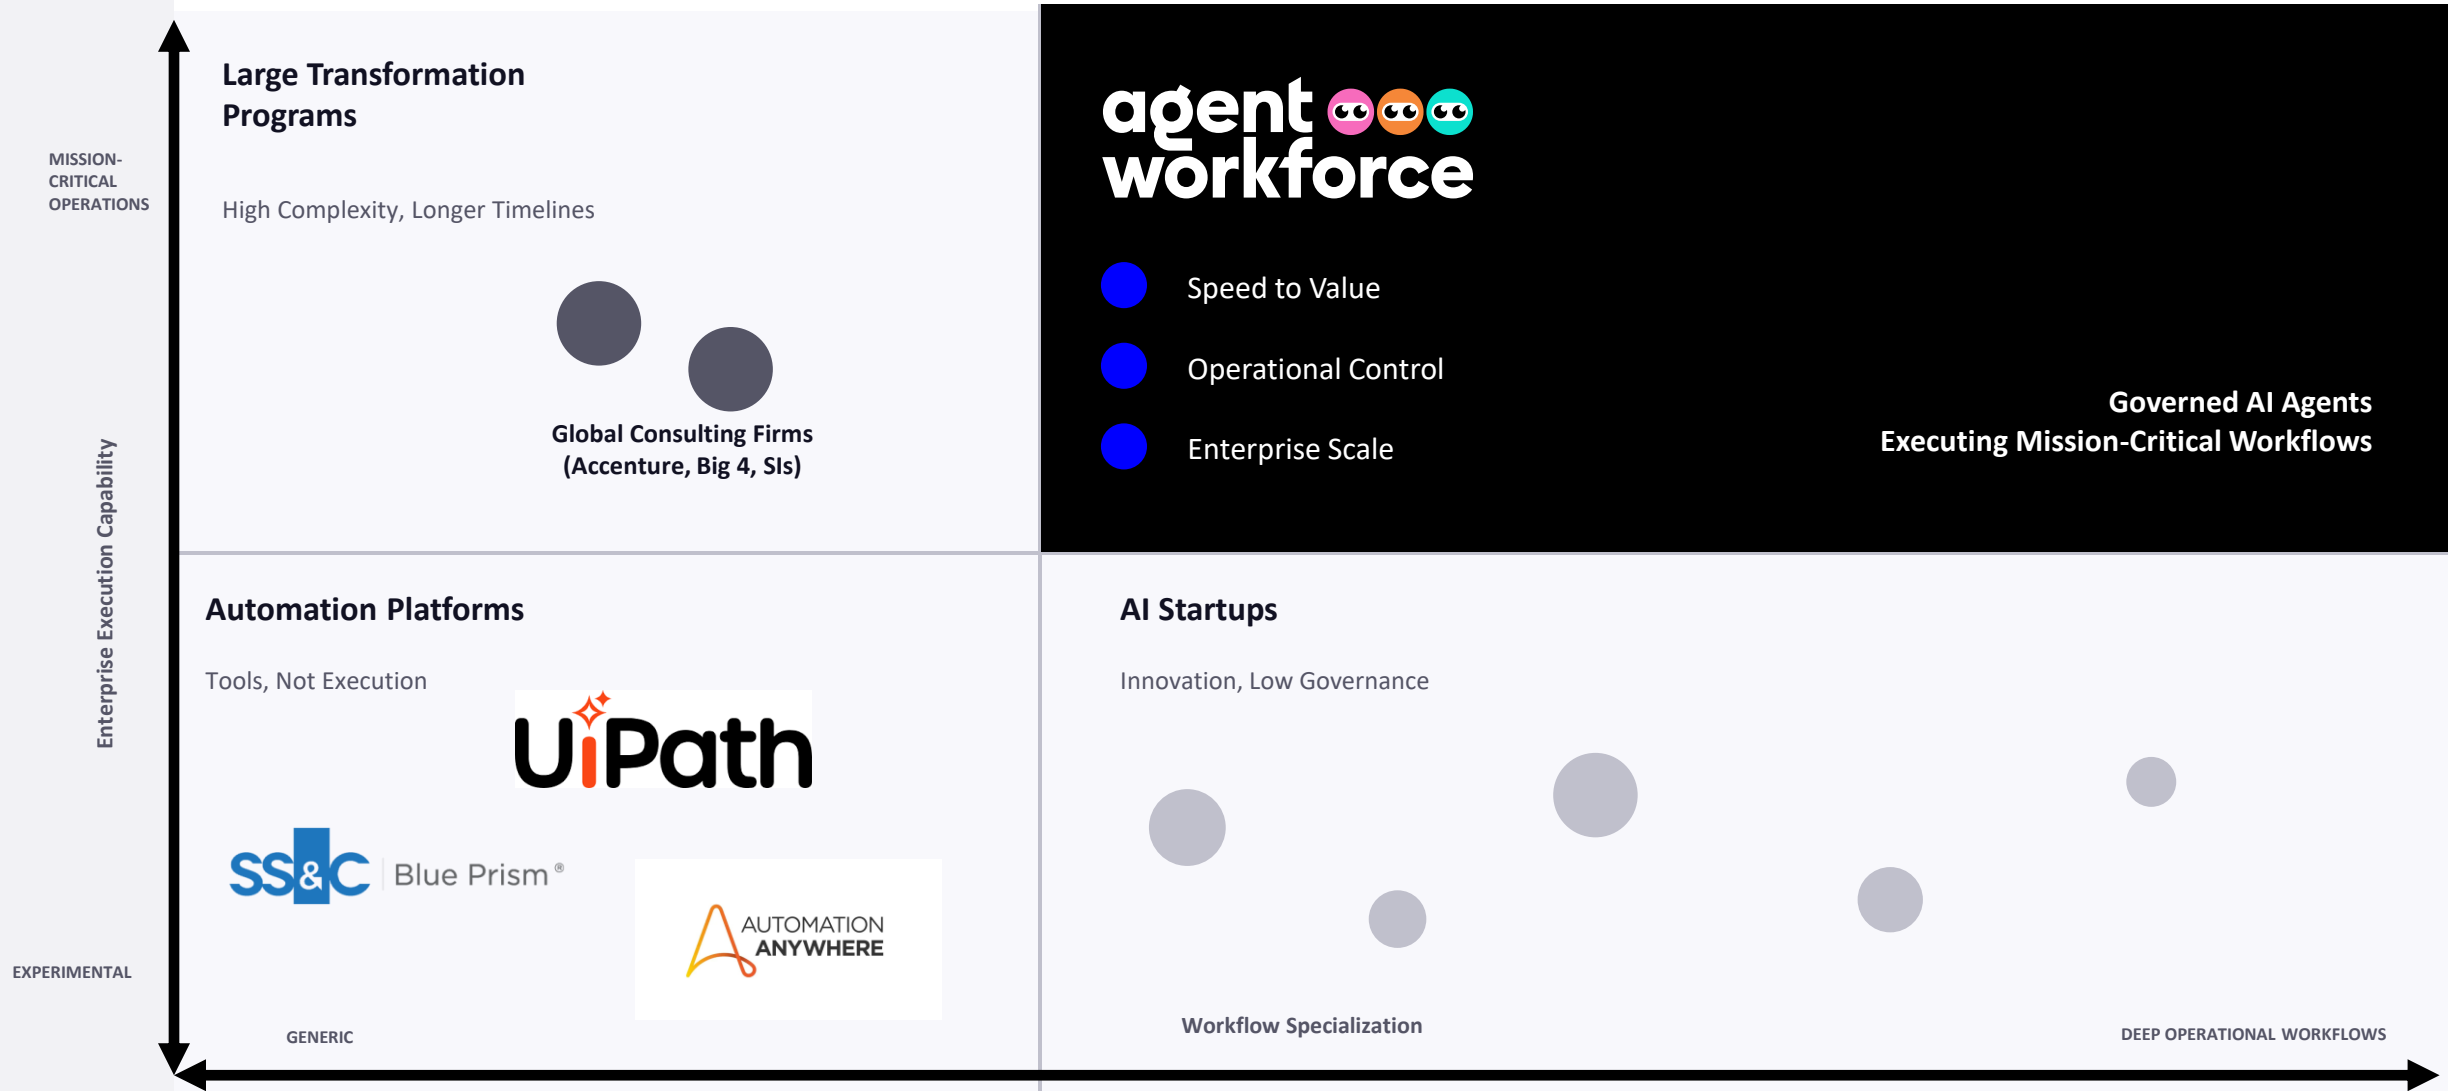 Large Transformation
Programs
MISSION-
CRITICAL
OPERATIONS
High Complexity, Longer Timelines
Global Consulting Firms
(Accenture, Big 4, SIs)
agent
workforce
Speed to Value
Operational Control
Enterprise Scale
Governed AI Agents
Executing Mission-Critical Workflows
Enterprise Execution Capability
Automation Platforms
Tools, Not Execution
UiPath
SS&C | Blue Prism®
AUTOMATION
ANYWHERE
AI Startups
Innovation, Low Governance
EXPERIMENTAL
GENERIC
Workflow Specialization
DEEP OPERATIONAL WORKFLOWS